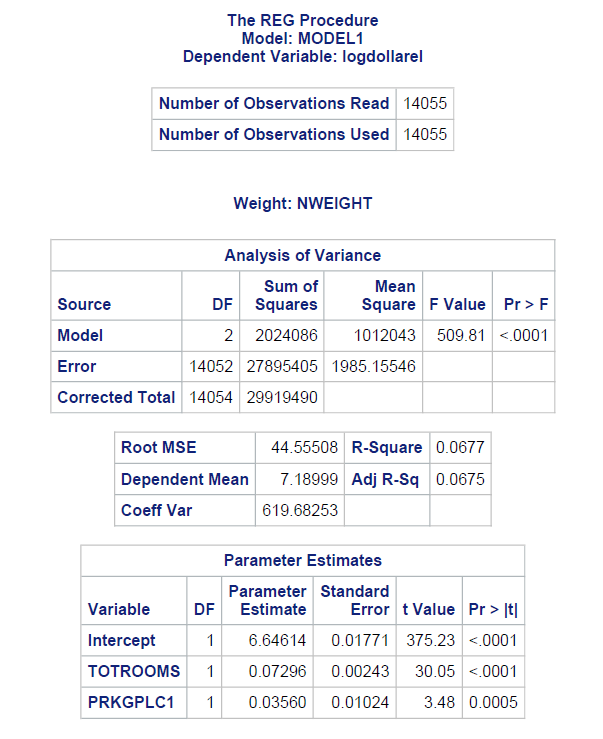 The REG Procedure
Model: MODEL1
Dependent Variable: logdollarel
Number of Observations Read 14055
Number of Observations Used 14055
Weight: NWEIGHT
Analysis of Variance
Source DF Sum of Squares Mean Square F Value Pr > F
Model 2 2024086 1012043 509.81 <.0001
Error 14052 27895405 1985.15546
Corrected Total 14054 29919490
Root MSE 44.55508 R-Square 0.0677
Dependent Mean 7.18999 Adj R-Sq 0.0675
Coeff Var 619.68253
Parameter Estimates
Variable DF Parameter Estimate Standard Error t Value Pr > |t|
Intercept 1 6.64614 0.01771 375.23 <.0001
TOTROOMS 1 0.07296 0.00243 30.05 <.0001
PRKGPLC1 1 0.03560 0.01024 3.48 0.0005